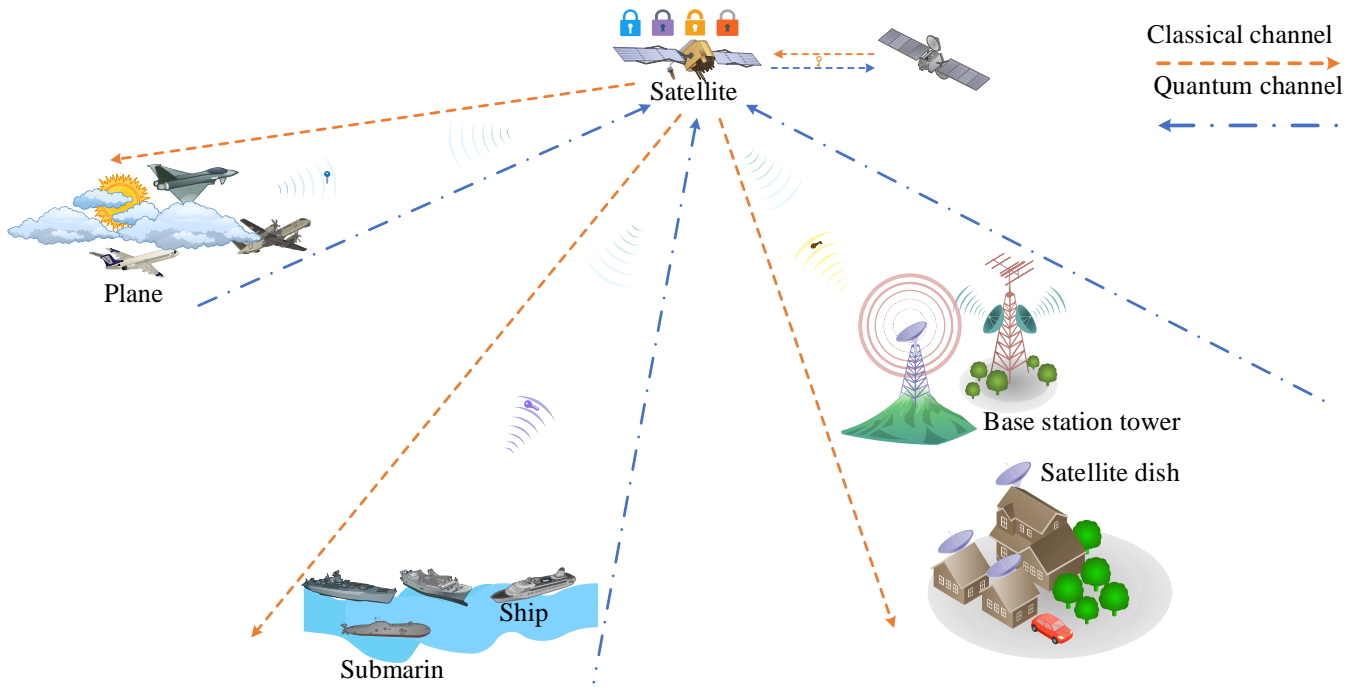 Classical channel
Quantum channel
Satellite
Plane
Base station tower
Satellite dish
Ship
Submarin